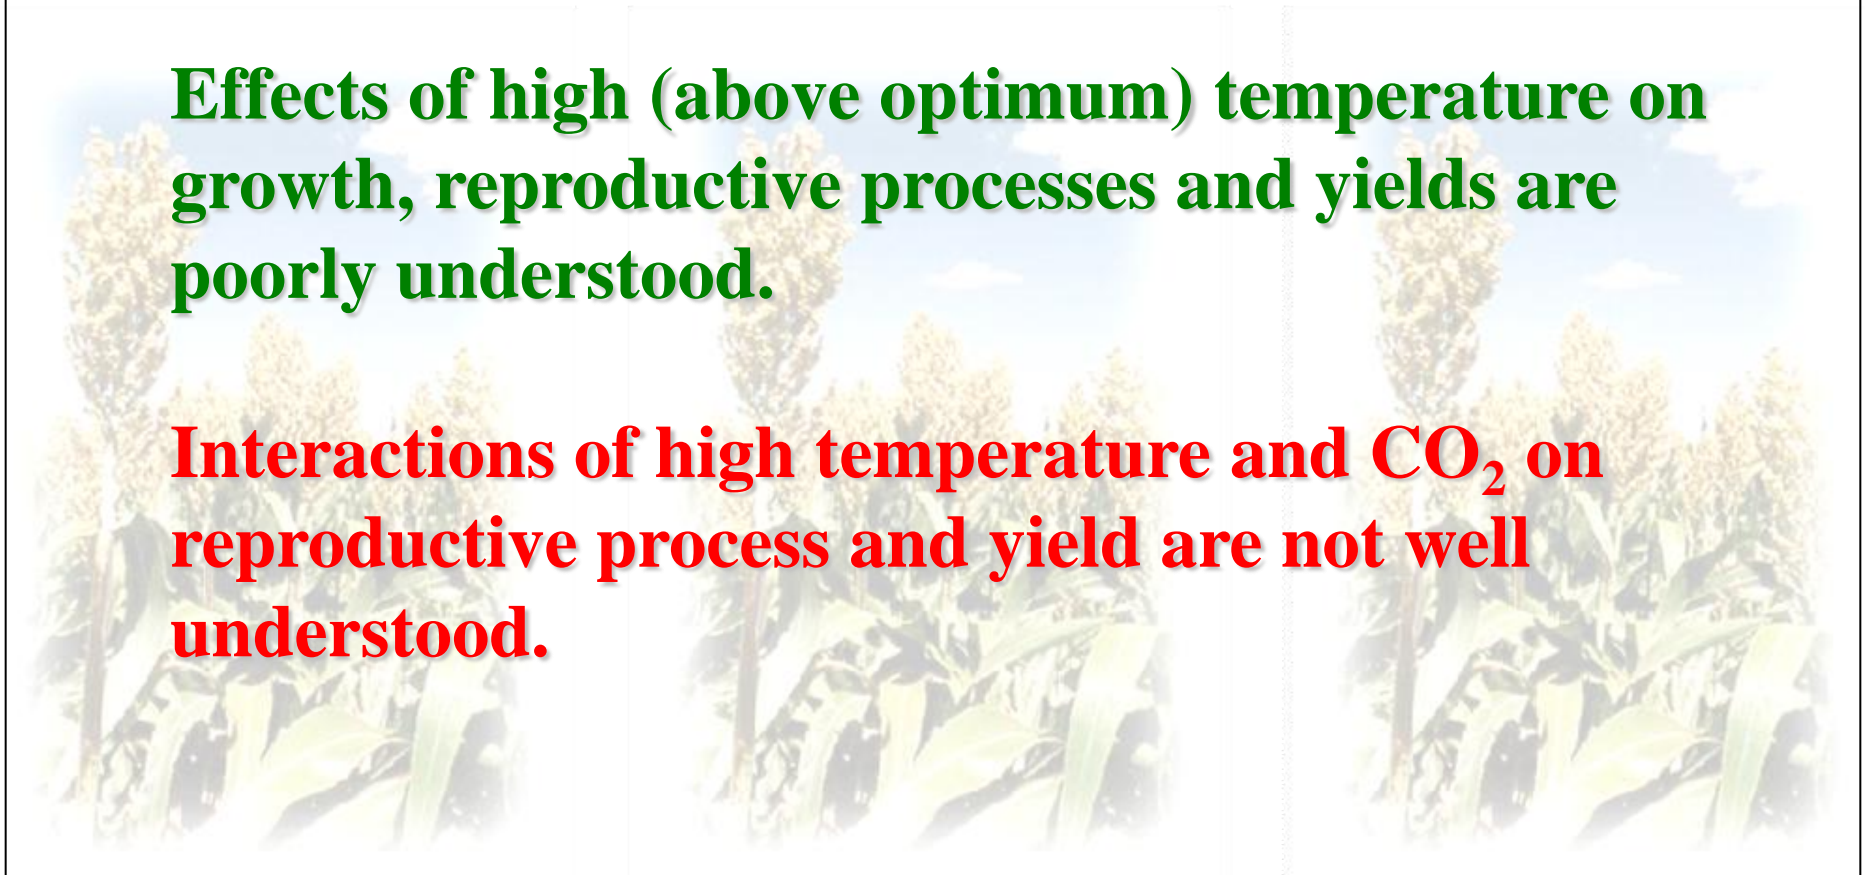 Effects of high (above optimum) temperature on
growth, reproductive processes and yields are
poorly understood.
Interactions of high temperature and CO₂ on
reproductive process and yield are not well
understood.